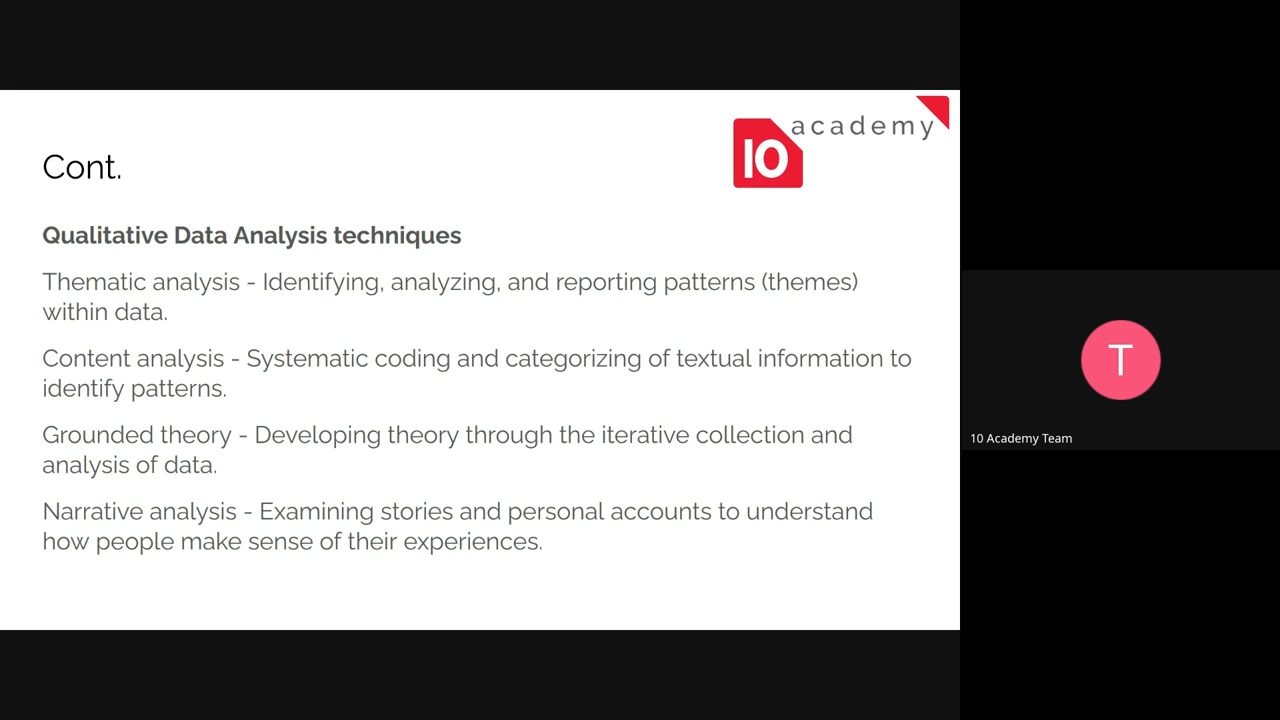 academy
10
Cont.
Qualitative Data Analysis techniques
Thematic analysis - Identifying, analyzing, and reporting patterns (themes)
within data.
Content analysis - Systematic coding and categorizing of textual information to
identify patterns.
Grounded theory - Developing theory through the iterative collection and
analysis of data.
Narrative analysis - Examining stories and personal accounts to understand
how people make sense of their experiences.
T
10 Academy Team